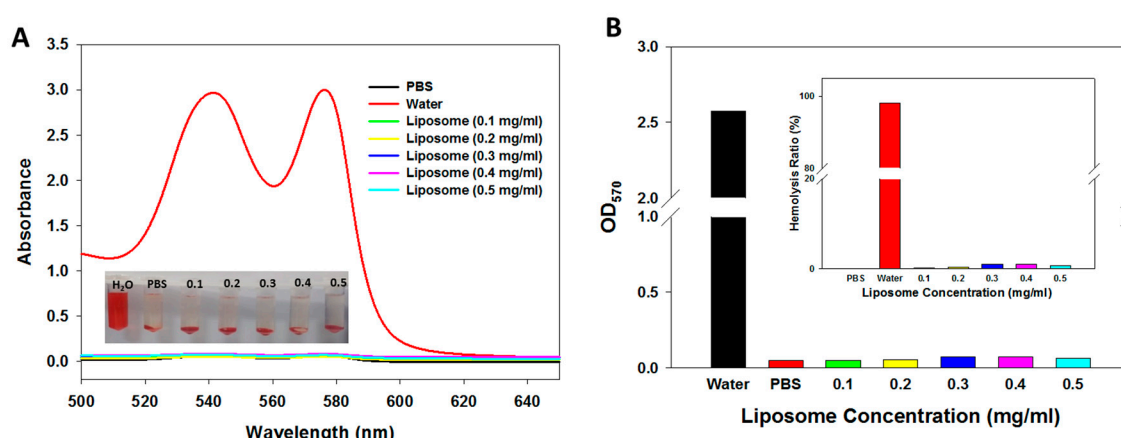 A
3.5
3.0
2.5
2.0
1.5
1.0
0.5
0.0
Absorbance
PBS
Water
Liposome (0.1 mg/ml)
Liposome (0.2 mg/ml)
Liposome (0.3 mg/ml)
Liposome (0.4 mg/ml)
Liposome (0.5 mg/ml)
H2O PBS 0.1 0.2 0.3 0.4 0.5
500 520 540 560 580 600 620 640
Wavelength (nm)
B
3.0
2.5
2.0
1.0
0.5
0.0
OD570
100
80
20
0
Hemolysis Ratio (%)
PBS Water 0.1 0.2 0.3 0.4 0.5
Liposome Concentration (mg/ml)
Water PBS 0.1 0.2 0.3 0.4 0.5
Liposome Concentration (mg/ml)